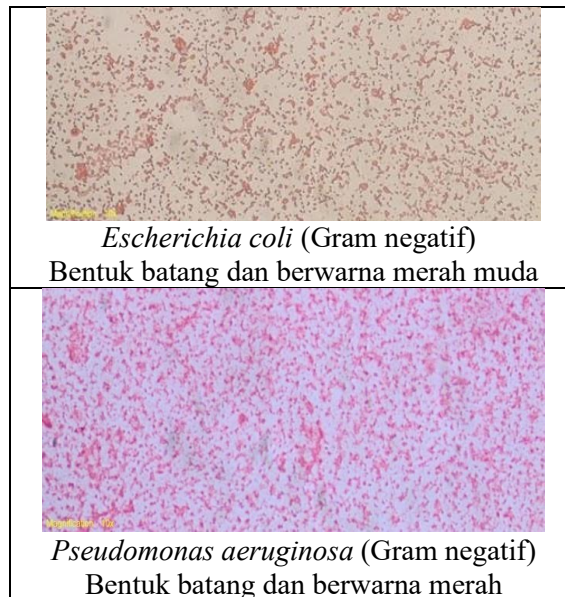 Escherichia coli (Gram negatif)
Bentuk batang dan berwarna merah muda
Pseudomonas aeruginosa (Gram negatif)
Bentuk batang dan berwarna merah